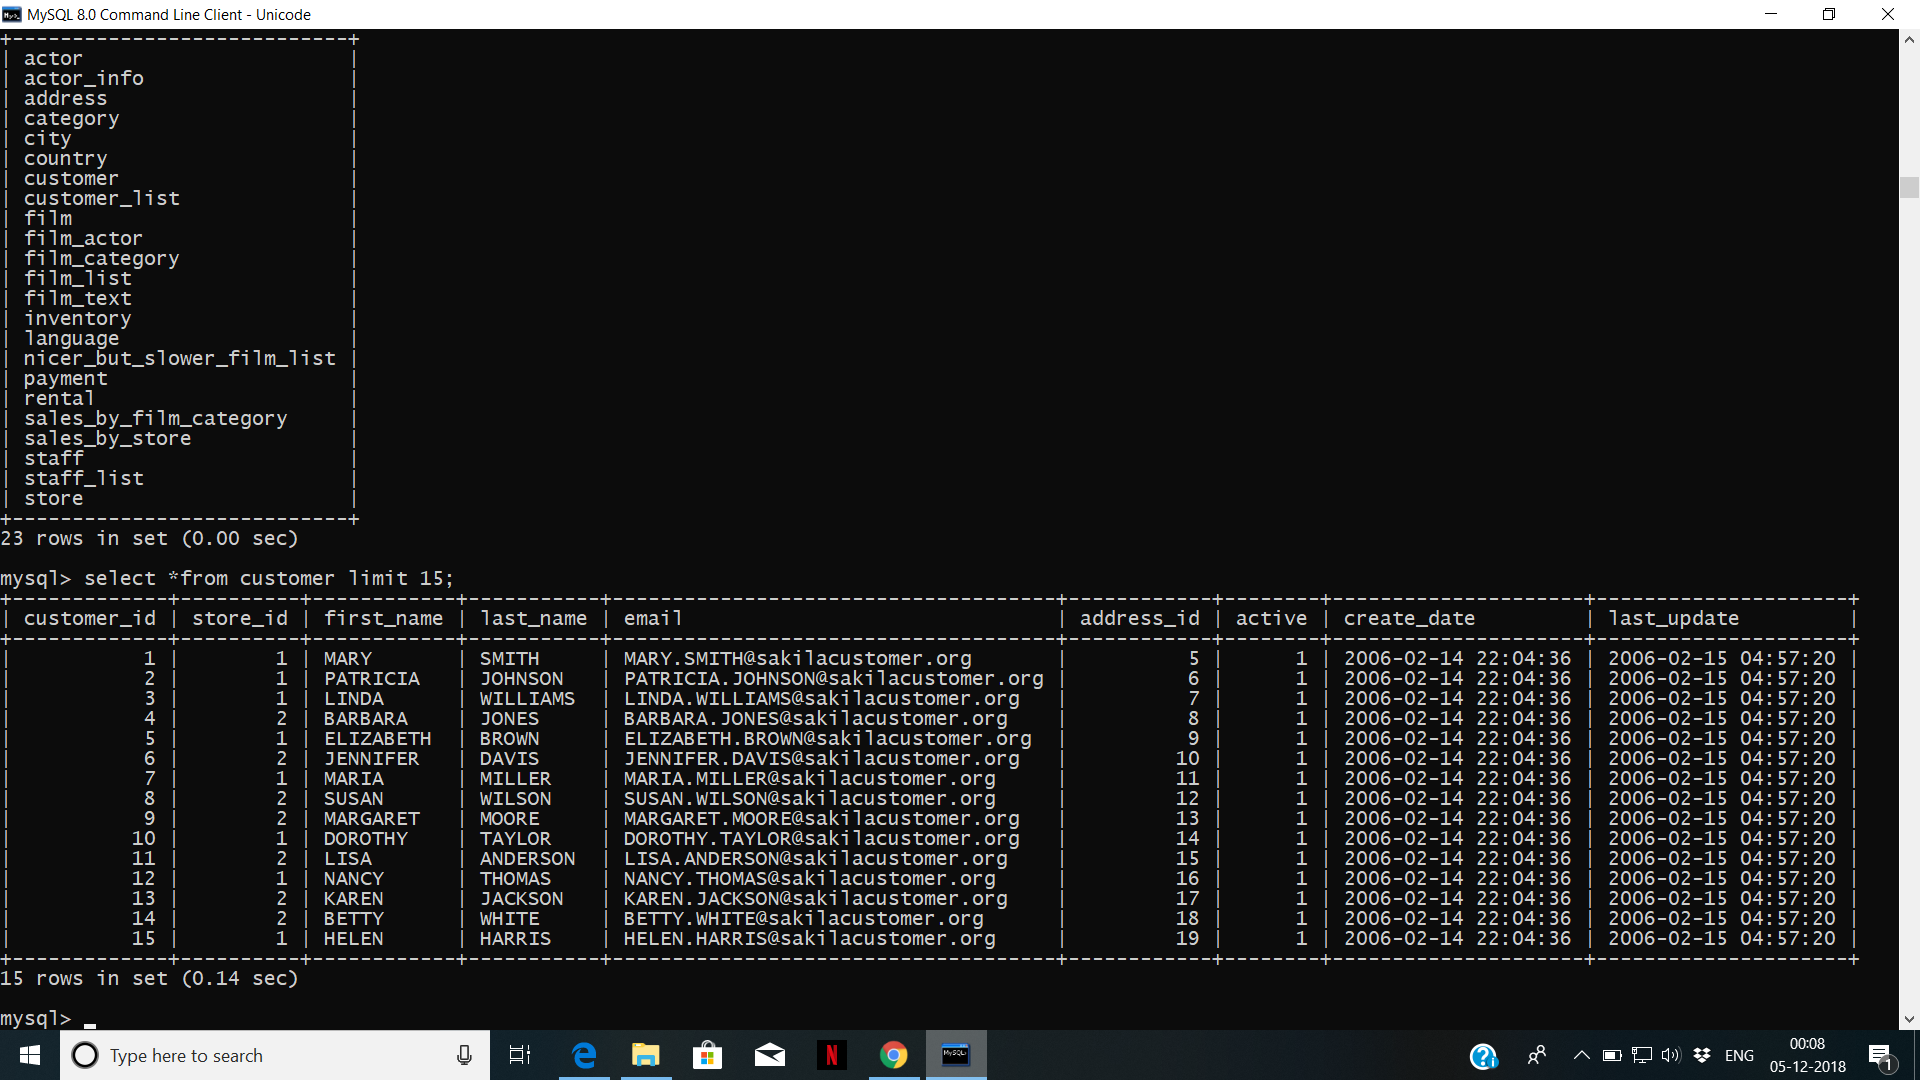 MySQL 8.0 Command Line Client - Unicode
+----------------------------+
| actor                      |
| actor_info                 |
| address                    |
| category                   |
| city                       |
| country                    |
| customer                   |
| customer_list              |
| film                       |
| film_actor                 |
| film_category              |
| film_list                  |
| film_text                  |
| inventory                  |
| language                   |
| nicer_but_slower_film_list |
| payment                    |
| rental                     |
| sales_by_film_category     |
| sales_by_store             |
| staff                      |
| staff_list                 |
| store                      |
+----------------------------+
23 rows in set (0.00 sec)
mysql> select *from customer limit 15;
+-------------+----------+------------+-----------+-------------------------------------+------------+--------+---------------------+---------------------+
| customer_id | store_id | first_name | last_name | email                               | address_id | active | create_date         | last_update         |
+-------------+----------+------------+-----------+-------------------------------------+------------+--------+---------------------+---------------------+
|           1 |        1 | MARY       | SMITH     | MARY.SMITH@sakilacustomer.org       |          5 |      1 | 2006-02-14 22:04:36 | 2006-02-15 04:57:20 |
|           2 |        1 | PATRICIA   | JOHNSON   | PATRICIA.JOHNSON@sakilacustomer.org |          6 |      1 | 2006-02-14 22:04:36 | 2006-02-15 04:57:20 |
|           3 |        1 | LINDA      | WILLIAMS  | LINDA.WILLIAMS@sakilacustomer.org   |          7 |      1 | 2006-02-14 22:04:36 | 2006-02-15 04:57:20 |
|           4 |        2 | BARBARA    | JONES     | BARBARA.JONES@sakilacustomer.org    |          8 |      1 | 2006-02-14 22:04:36 | 2006-02-15 04:57:20 |
|           5 |        1 | ELIZABETH  | BROWN     | ELIZABETH.BROWN@sakilacustomer.org  |          9 |      1 | 2006-02-14 22:04:36 | 2006-02-15 04:57:20 |
|           6 |        2 | JENNIFER   | DAVIS     | JENNIFER.DAVIS@sakilacustomer.org   |         10 |      1 | 2006-02-14 22:04:36 | 2006-02-15 04:57:20 |
|           7 |        1 | MARIA      | MILLER    | MARIA.MILLER@sakilacustomer.org     |         11 |      1 | 2006-02-14 22:04:36 | 2006-02-15 04:57:20 |
|           8 |        2 | SUSAN      | WILSON    | SUSAN.WILSON@sakilacustomer.org     |         12 |      1 | 2006-02-14 22:04:36 | 2006-02-15 04:57:20 |
|           9 |        2 | MARGARET   | MOORE     | MARGARET.MOORE@sakilacustomer.org   |         13 |      1 | 2006-02-14 22:04:36 | 2006-02-15 04:57:20 |
|          10 |        1 | DOROTHY    | TAYLOR    | DOROTHY.TAYLOR@sakilacustomer.org   |         14 |      1 | 2006-02-14 22:04:36 | 2006-02-15 04:57:20 |
|          11 |        2 | LISA       | ANDERSON  | LISA.ANDERSON@sakilacustomer.org    |         15 |      1 | 2006-02-14 22:04:36 | 2006-02-15 04:57:20 |
|          12 |        1 | NANCY      | THOMAS    | NANCY.THOMAS@sakilacustomer.org     |         16 |      1 | 2006-02-14 22:04:36 | 2006-02-15 04:57:20 |
|          13 |        2 | KAREN      | JACKSON   | KAREN.JACKSON@sakilacustomer.org    |         17 |      1 | 2006-02-14 22:04:36 | 2006-02-15 04:57:20 |
|          14 |        2 | BETTY      | WHITE     | BETTY.WHITE@sakilacustomer.org      |         18 |      1 | 2006-02-14 22:04:36 | 2006-02-15 04:57:20 |
|          15 |        1 | HELEN      | HARRIS    | HELEN.HARRIS@sakilacustomer.org     |         19 |      1 | 2006-02-14 22:04:36 | 2006-02-15 04:57:20 |
+-------------+----------+------------+-----------+-------------------------------------+------------+--------+---------------------+---------------------+
15 rows in set (0.14 sec)
mysql> _
Type here to search
ENG
00:08
05-12-2018
1